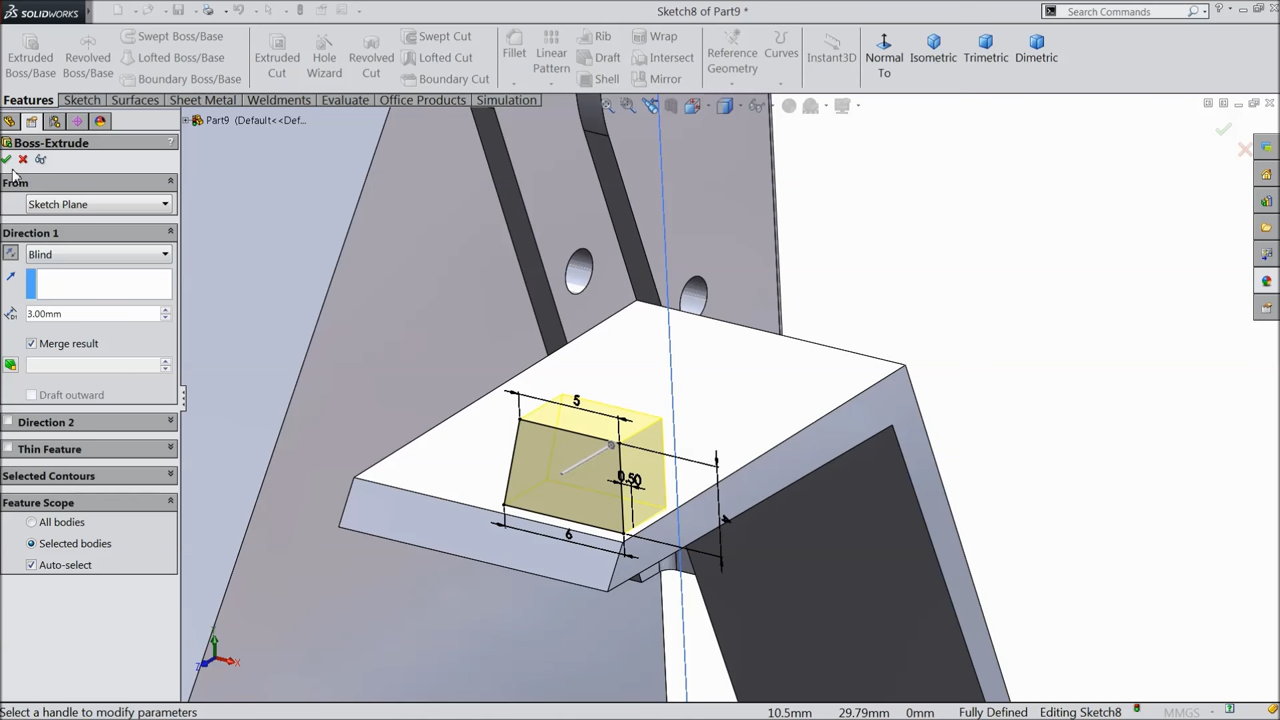 SOLIDWORKS
Sketch8 of Part9 *
Search Commands
Extruded Boss/Base
Revolved Boss/Base
Swept Boss/Base
Lofted Boss/Base
Boundary Boss/Base
Extruded Cut
Hole Wizard
Revolved Cut
Swept Cut
Lofted Cut
Boundary Cut
Fillet
Linear Pattern
Rib
Draft
Shell
Wrap
Intersect
Mirror
Reference Geometry
Curves
Instant3D
Normal To
Isometric
Trimetric
Dimetric
Features
Sketch
Surfaces
Sheet Metal
Weldments
Evaluate
Office Products
Simulation
Part9 (Default<<Def...
Boss-Extrude
?
From
Sketch Plane
Direction 1
Blind
3.00mm
Merge result
Draft outward
Direction 2
Thin Feature
Selected Contours
Feature Scope
All bodies
Selected bodies
Auto-select
5
0.50
6
4
Y
Z
X
Select a handle to modify parameters
10.5mm
29.79mm
0mm
Fully Defined
Editing Sketch8
MMGS